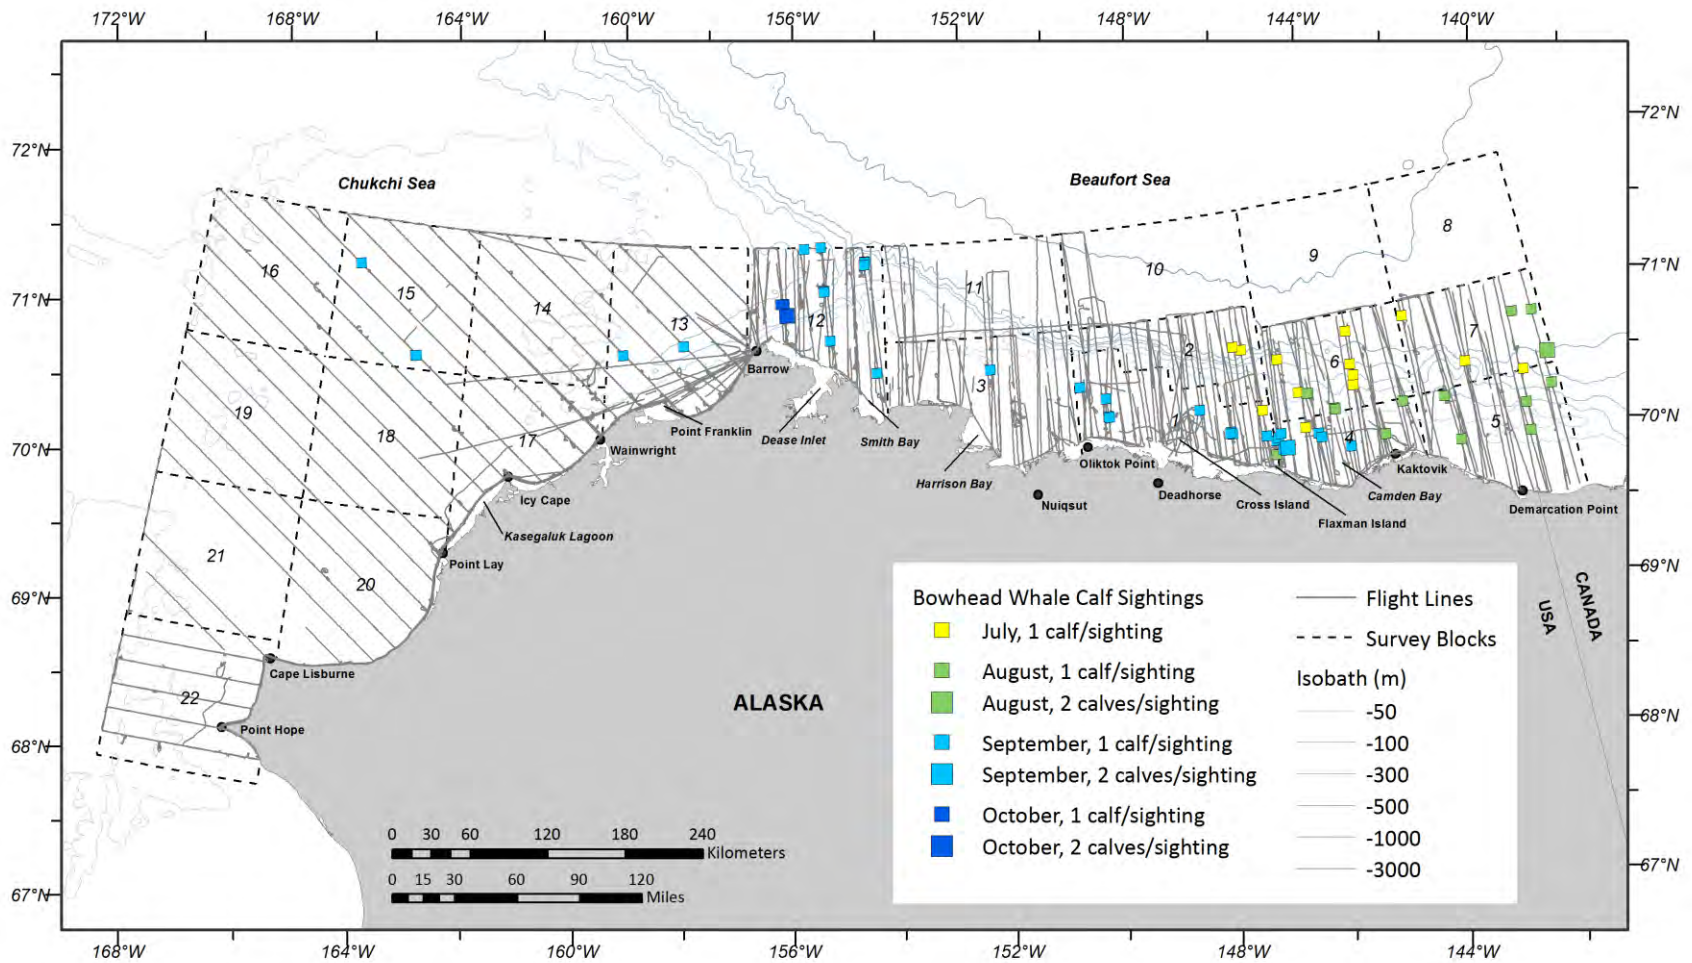 172°W 168°W 164°W 160°W 156°W 152°W 148°W 144°W 140°W
72°N 72°N
Chukchi Sea Beaufort Sea
16 15 14 13 12 11 10 9 8
71°N 71°N
7
2 6
3
19 18 17 1 4 5
70°N 70°N
Barrow
Point Franklin
Dease Inlet
Smith Bay
Wainwright
Harrison Bay
Oliktok Point
Kaktovik
Icy Cape
Nuiqsut
Deadhorse
Cross Island
Camden Bay
Demarcation Point
Flaxman Island
Kasegaluk Lagoon
21 20
Point Lay
69°N 69°N
USA
CANADA
Cape Lisburne
22
Point Hope
ALASKA
68°N 68°N
67°N 67°N
Bowhead Whale Calf Sightings
July, 1 calf/sighting
August, 1 calf/sighting
August, 2 calves/sighting
September, 1 calf/sighting
September, 2 calves/sighting
October, 1 calf/sighting
October, 2 calves/sighting
Flight Lines
Survey Blocks
Isobath (m)
-50
-100
-300
-500
-1000
-3000
0 30 60 120 180 240
Kilometers
0 15 30 60 90 120
Miles
168°W 164°W 160°W 156°W 152°W 148°W 144°W